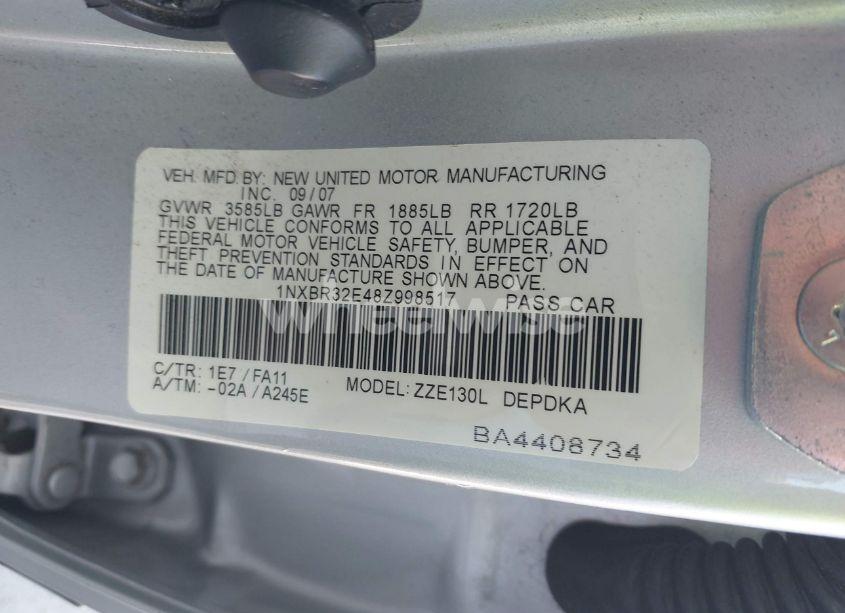 VEH. MFD. BY: NEW UNITED MOTOR MANUFACTURING
INC. 09/07
GVWR 3585LB GAWR FR 1885LB RR 1720LB
THIS VEHICLE CONFORMS TO ALL APPLICABLE
FEDERAL MOTOR VEHICLE SAFETY, BUMPER, AND
THEFT PREVENTION STANDARDS IN EFFECT ON
THE DATE OF MANUFACTURE SHOWN ABOVE.
1NXBR32E48Z998517 PASS CAR
wheelwise
C/TR: 1E7 / FA11
A/TM: -02A / A245E MODEL: ZZE130L DEPDKA
BA4408734